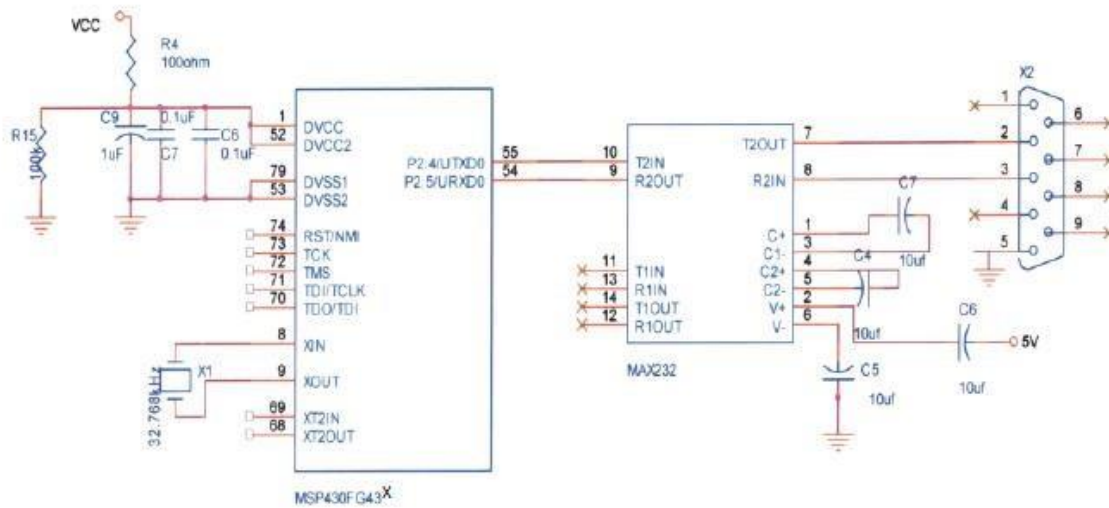 VCC
R4
100ohm
R15
100k
C9
1uF
0.1uF
C7
C6
0.1uF
1
DVCC
52
DVCC2
79
DVSS1
53
DVSS2
74
RST/NMI
73
TCK
72
TMS
71
TDI/TCLK
70
TDO/TDI
8
XIN
9
XOUT
X1
32.768kHz
69
XT2IN
68
XT2OUT
P2.4/UTXD0
55
P2.5/URXD0
54
MSP430FG43X
10
T2IN
9
R2OUT
11
T1IN
13
R1IN
14
T1OUT
12
R1OUT
MAX232
T2OUT
7
R2IN
8
C+
1
C1-
3
C2+
4
C2-
5
V+
2
V-
6
C7
10uf
C4
10uf
C5
10uf
C6
10uf
5V
X2
1
6
2
7
3
8
4
9
5